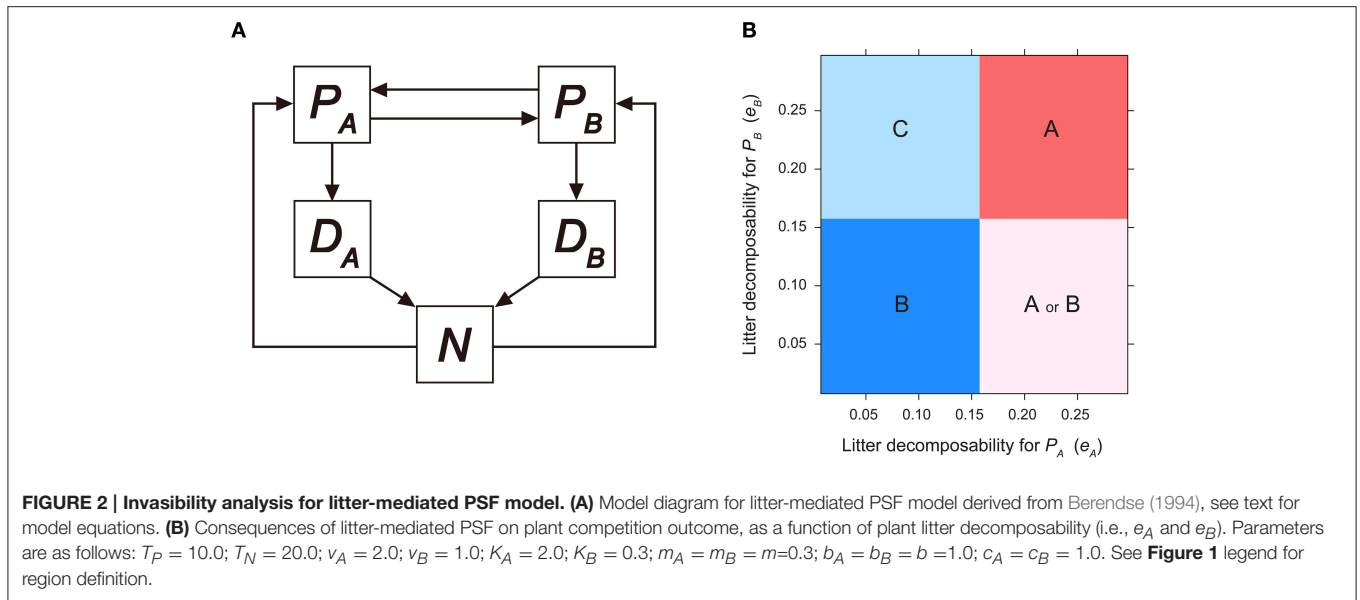 A
P_A
P_B
D_A
D_B
N
B
Litter decomposability for P_B (e_B)
0.25
0.20
0.15
0.10
0.05
C
A
B
A or B
0.05 0.10 0.15 0.20 0.25
Litter decomposability for P_A (e_A)
FIGURE 2 | Invasibility analysis for litter-mediated PSF model. (A) Model diagram for litter-mediated PSF model derived from Berendse (1994), see text for
model equations. (B) Consequences of litter-mediated PSF on plant competition outcome, as a function of plant litter decomposability (i.e., e_A and e_B). Parameters
are as follows: T_P = 10.0; T_N = 20.0; v_A = 2.0; v_B = 1.0; K_A = 2.0; K_B = 0.3; m_A = m_B = m=0.3; b_A = b_B = b =1.0; c_A = c_B = 1.0. See Figure 1 legend for
region definition.